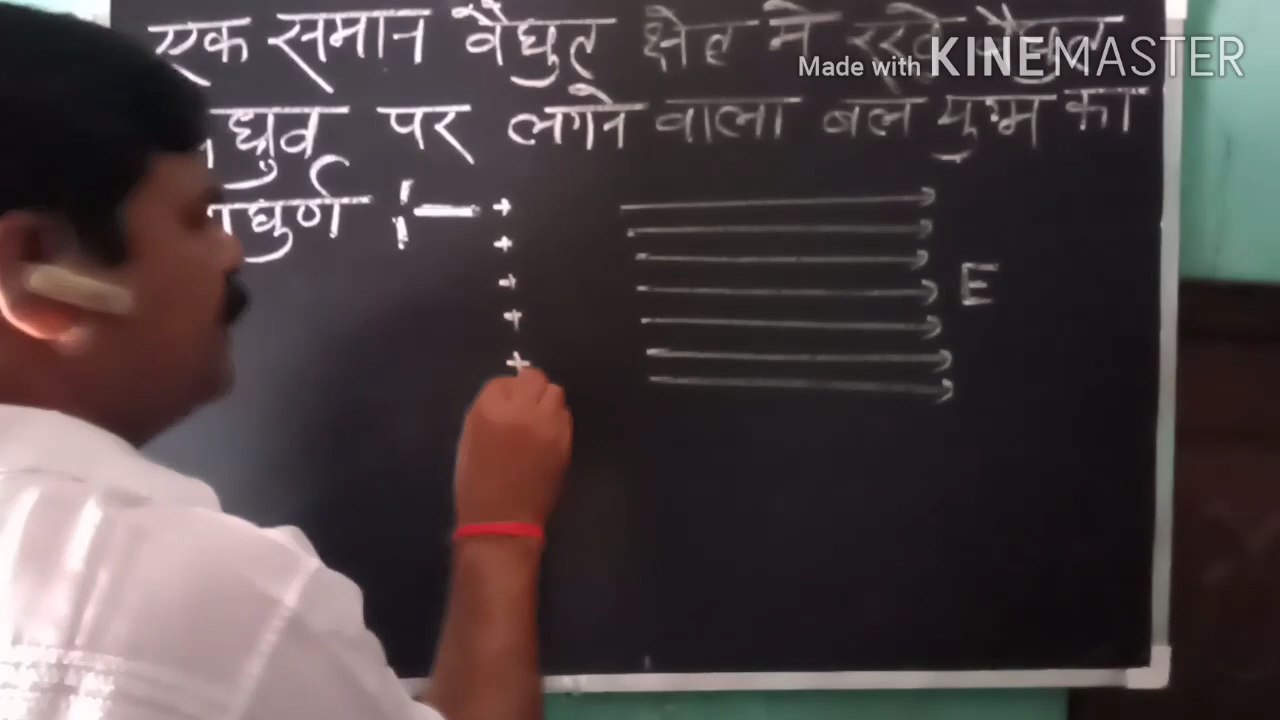 एक समान वैघुत क्षेत्र मे रखे वैघुत
Made with KINEMASTER
ध्रुव पर लगने वाला बल युग्म का
घुर्ण :-
+
+
+
+
+
E